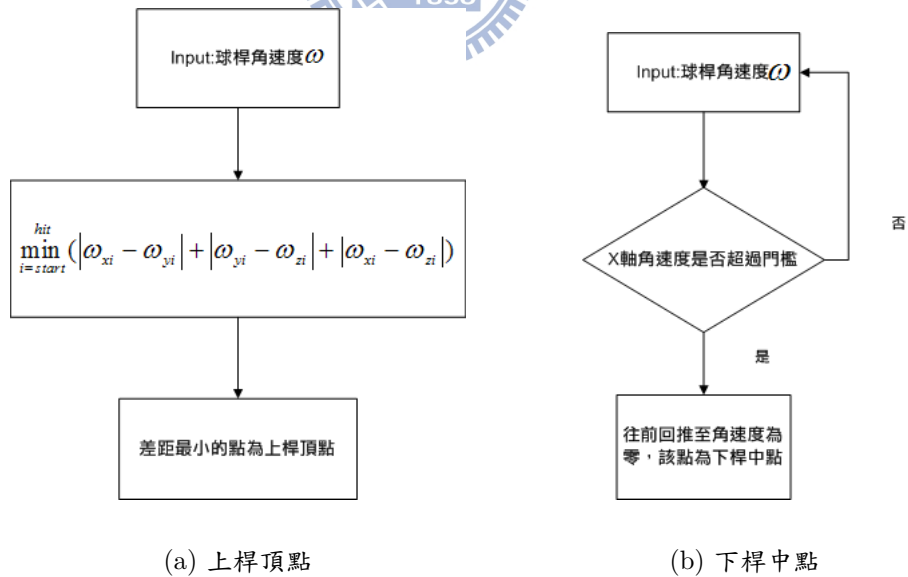 1896
Input:球桿角速度ω
hit
min (|ω_xi − ω_yi| + |ω_yi − ω_zi| + |ω_xi − ω_zi|)
i=start
差距最小的點為上桿頂點
(a) 上桿頂點
Input:球桿角速度ω
X軸角速度是否超過門檻
否
是
往前回推至角速度為
零，該點為下桿中點
(b) 下桿中點